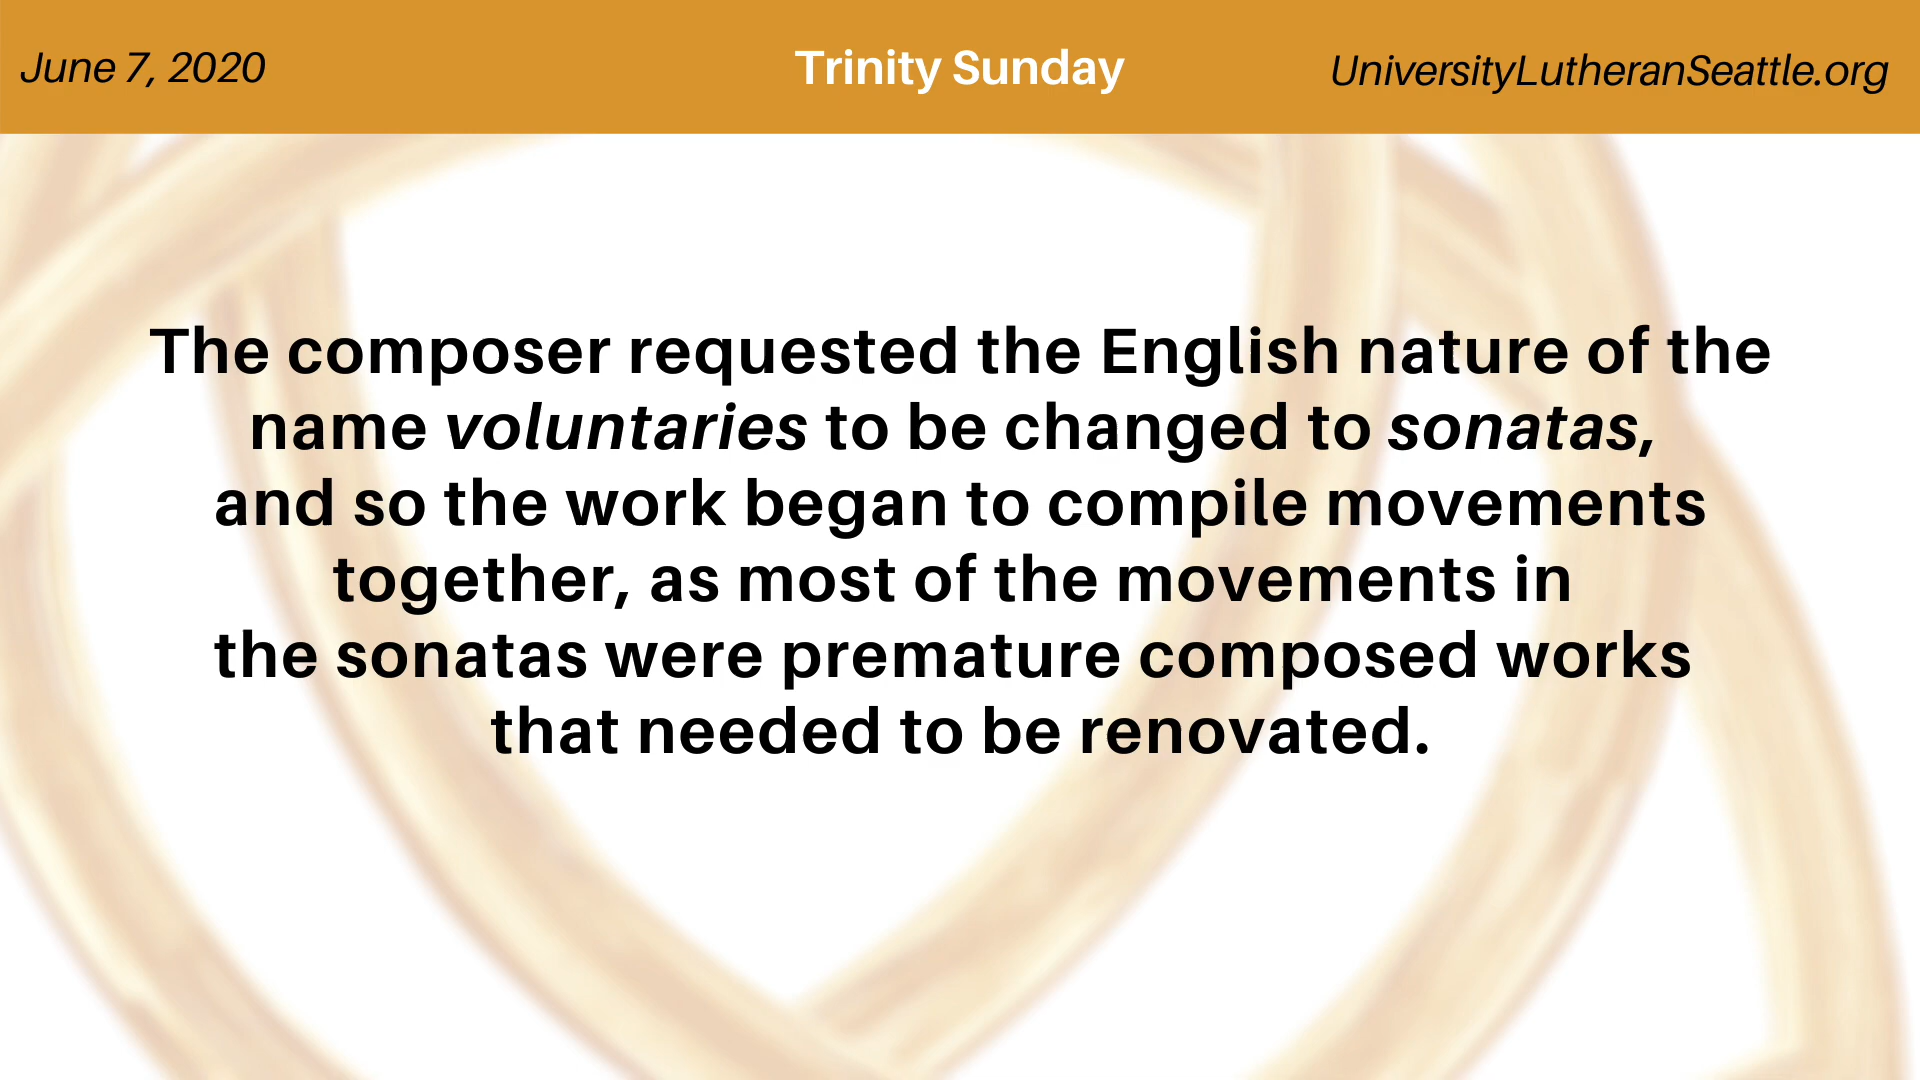 June 7, 2020
Trinity Sunday
UniversityLutheranSeattle.org
The composer requested the English nature of the
name voluntaries to be changed to sonatas,
and so the work began to compile movements
together, as most of the movements in
the sonatas were premature composed works
that needed to be renovated.